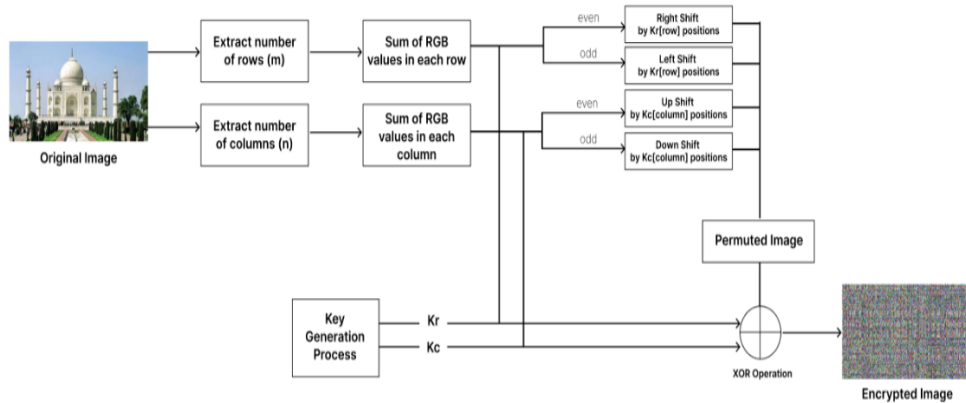 Original Image
Extract number
of rows (m)
Sum of RGB
values in each row
even
odd
Right Shift
by Kr[row] positions
Left Shift
by Kr[row] positions
Extract number
of columns (n)
Sum of RGB
values in each
column
even
odd
Up Shift
by Kc[column] positions
Down Shift
by Kc[column] positions
Permuted Image
Key
Generation
Process
Kr
Kc
XOR Operation
Encrypted Image